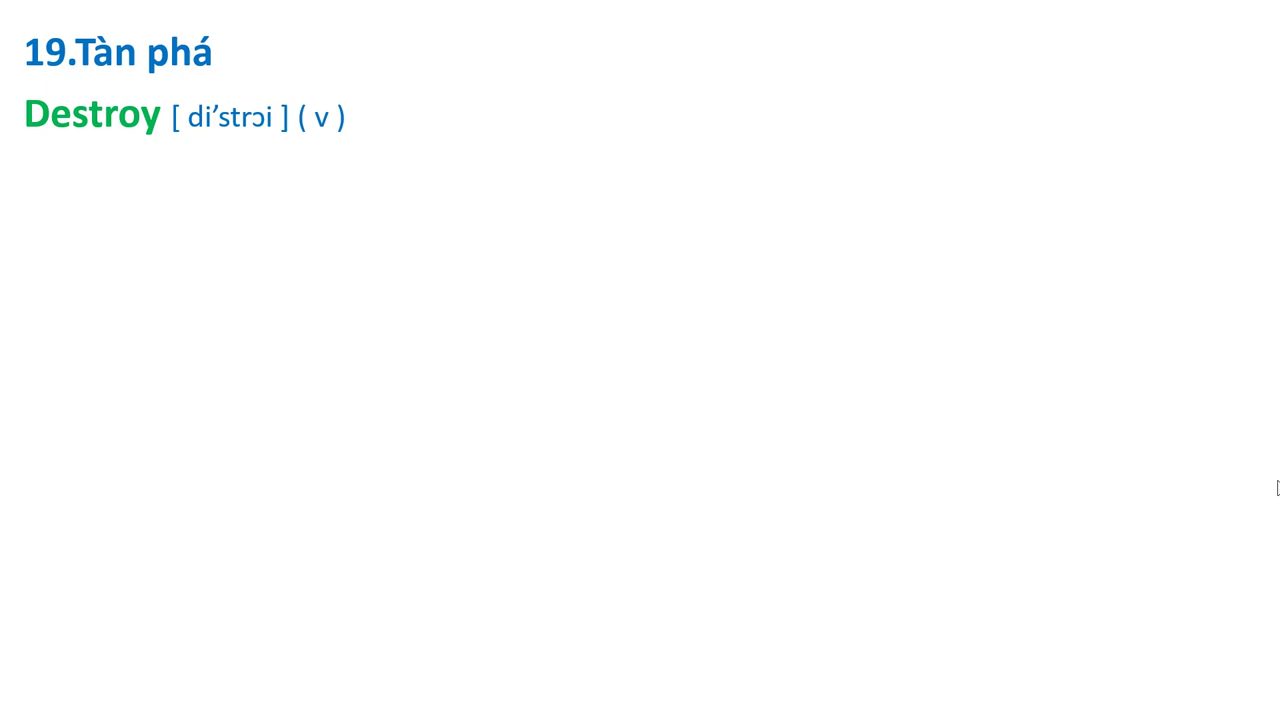 19.Tàn phá
Destroy [ di’strɔi ] ( v )